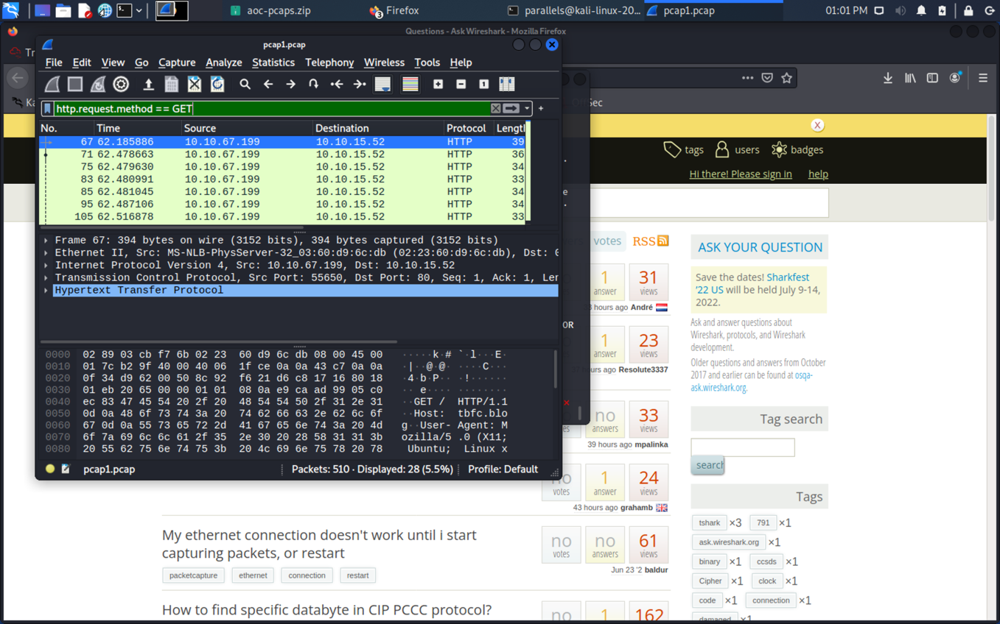 aoc-pcaps.zip
Firefox
parallels@kali-linux-20...
pcap1.pcap
01:01 PM
Questions - Ask Wireshark - Mozilla Firefox
pcap1.pcap
File Edit View Go Capture Analyze Statistics Telephony Wireless Tools Help
http.request.method == GET
No. Time Source Destination Protocol Lengtl
67 62.185886 10.10.67.199 10.10.15.52 HTTP 39
71 62.478663 10.10.67.199 10.10.15.52 HTTP 36
75 62.479630 10.10.67.199 10.10.15.52 HTTP 34
83 62.480991 10.10.67.199 10.10.15.52 HTTP 33
85 62.481045 10.10.67.199 10.10.15.52 HTTP 34
95 62.487106 10.10.67.199 10.10.15.52 HTTP 34
105 62.516878 10.10.67.199 10.10.15.52 HTTP 33
Frame 67: 394 bytes on wire (3152 bits), 394 bytes captured (3152 bits)
Ethernet II, Src: MS-NLB-PhysServer-32_03:60:d9:6c:db (02:23:60:d9:6c:db), Dst: 0
Internet Protocol Version 4, Src: 10.10.67.199, Dst: 10.10.15.52
Transmission Control Protocol, Src Port: 55650, Dst Port: 80, Seq: 1, Ack: 1, Len
Hypertext Transfer Protocol
0000 02 89 03 cb f7 6b 02 23 60 d9 6c db 08 00 45 00 ·····k·# `·l···E·
0010 01 7c b2 9f 40 00 40 06 1f ce 0a 0a 43 c7 0a 0a ·|··@·@· ····C···
0020 0f 34 d9 62 00 50 8c 92 f6 21 d6 c8 17 16 80 18 ·4·b·P·· ·!······
0030 01 eb 20 65 00 00 01 01 08 0a e9 ca ad 99 05 c0 ·· e···· ········
0040 ec 83 47 45 54 20 2f 20 48 54 54 50 2f 31 2e 31 ··GET / HTTP/1.1
0050 0d 0a 48 6f 73 74 3a 20 74 62 66 63 2e 62 6c 6f ··Host: tbfc.blo
0060 67 0d 0a 55 73 65 72 2d 41 67 65 6e 74 3a 20 4d g··User- Agent: M
0070 6f 7a 69 6c 6c 61 2f 35 2e 30 20 28 58 31 31 3b ozilla/5 .0 (X11;
0080 20 55 62 75 6e 74 75 3b 20 4c 69 6e 75 78 20 78 Ubuntu; Linux x
pcap1.pcap
Packets: 510 · Displayed: 28 (5.5%)
Profile: Default
tags users badges
Hi there! Please sign in help
votes RSS
1 answer 31 views
hours ago André
1 answer 23 views
hours ago Resolute3337
no answers 33 views
39 hours ago mpalinka
no votes 1 answer 24 views
43 hours ago grahamb
My ethernet connection doesn't work until i start
capturing packets, or restart
packetcapture ethernet connection restart
no votes no answers 61 views
Jun 23 '2 baldur
How to find specific databyte in CIP PCCC protocol?
no 1 162
ASK YOUR QUESTION
Save the dates! Sharkfest
'22 US will be held July 9-14,
2022.
Ask and answer questions about
Wireshark, protocols, and Wireshark
development.
Older questions and answers from October
2017 and earlier can be found at osqa-
ask.wireshark.org.
Tag search
search
Tags
tshark ×3 791 ×1
ask.wireshark.org ×1
binary ×1 ccsds ×1
Cipher ×1 clock ×1
code ×1 connection ×1
damaged ×1